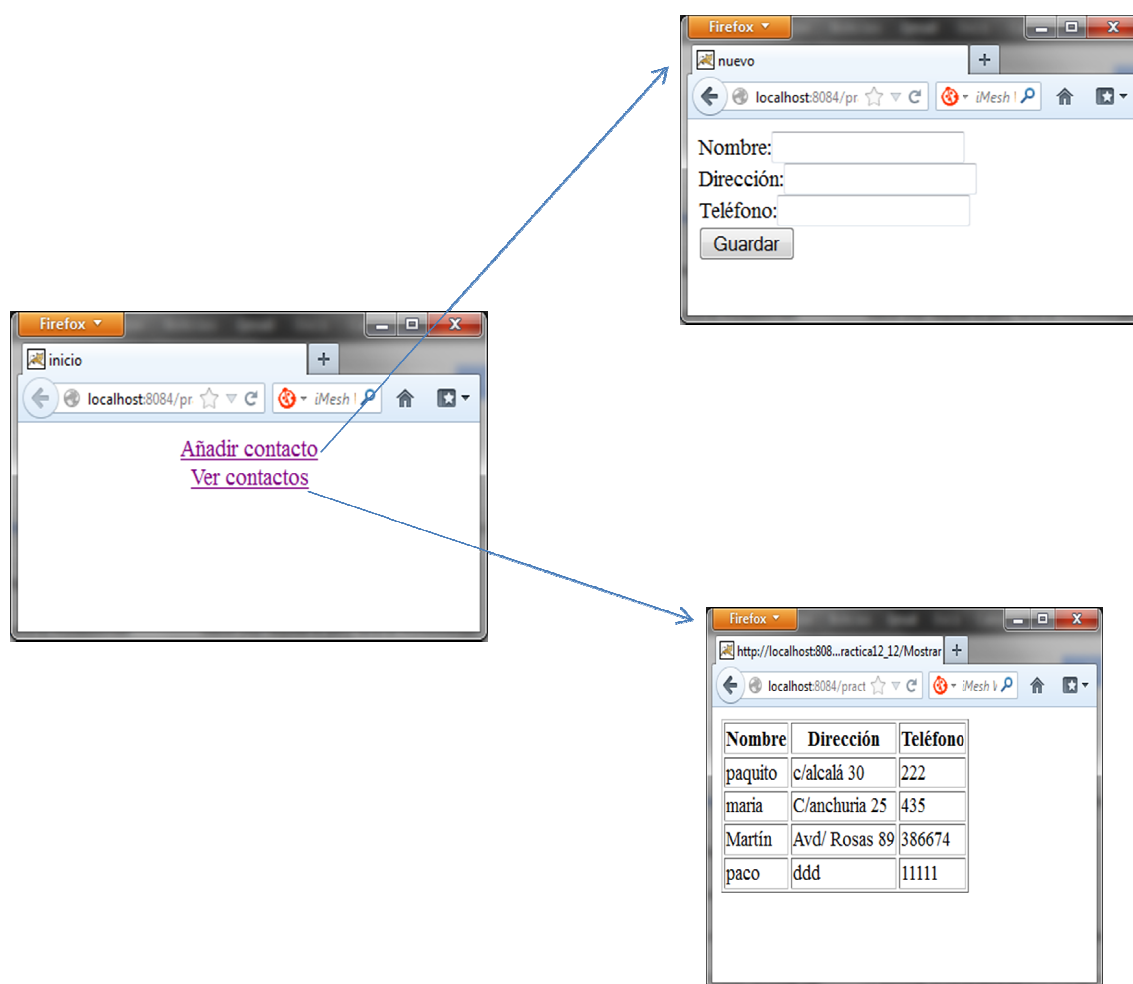 Firefox
nuevo
localhost:8084/pr
iMesh
Nombre:
Dirección:
Teléfono:
Guardar
Firefox
inicio
localhost:8084/pr
iMesh
Añadir contacto
Ver contactos
Firefox
http://localhost:808...ractica12_12/Mostrar
localhost:8084/pract
iMesh
Nombre Dirección Teléfono
paquito c/alcalá 30 222
maria C/anchuria 25 435
Martín Avd/ Rosas 89 386674
paco ddd 11111